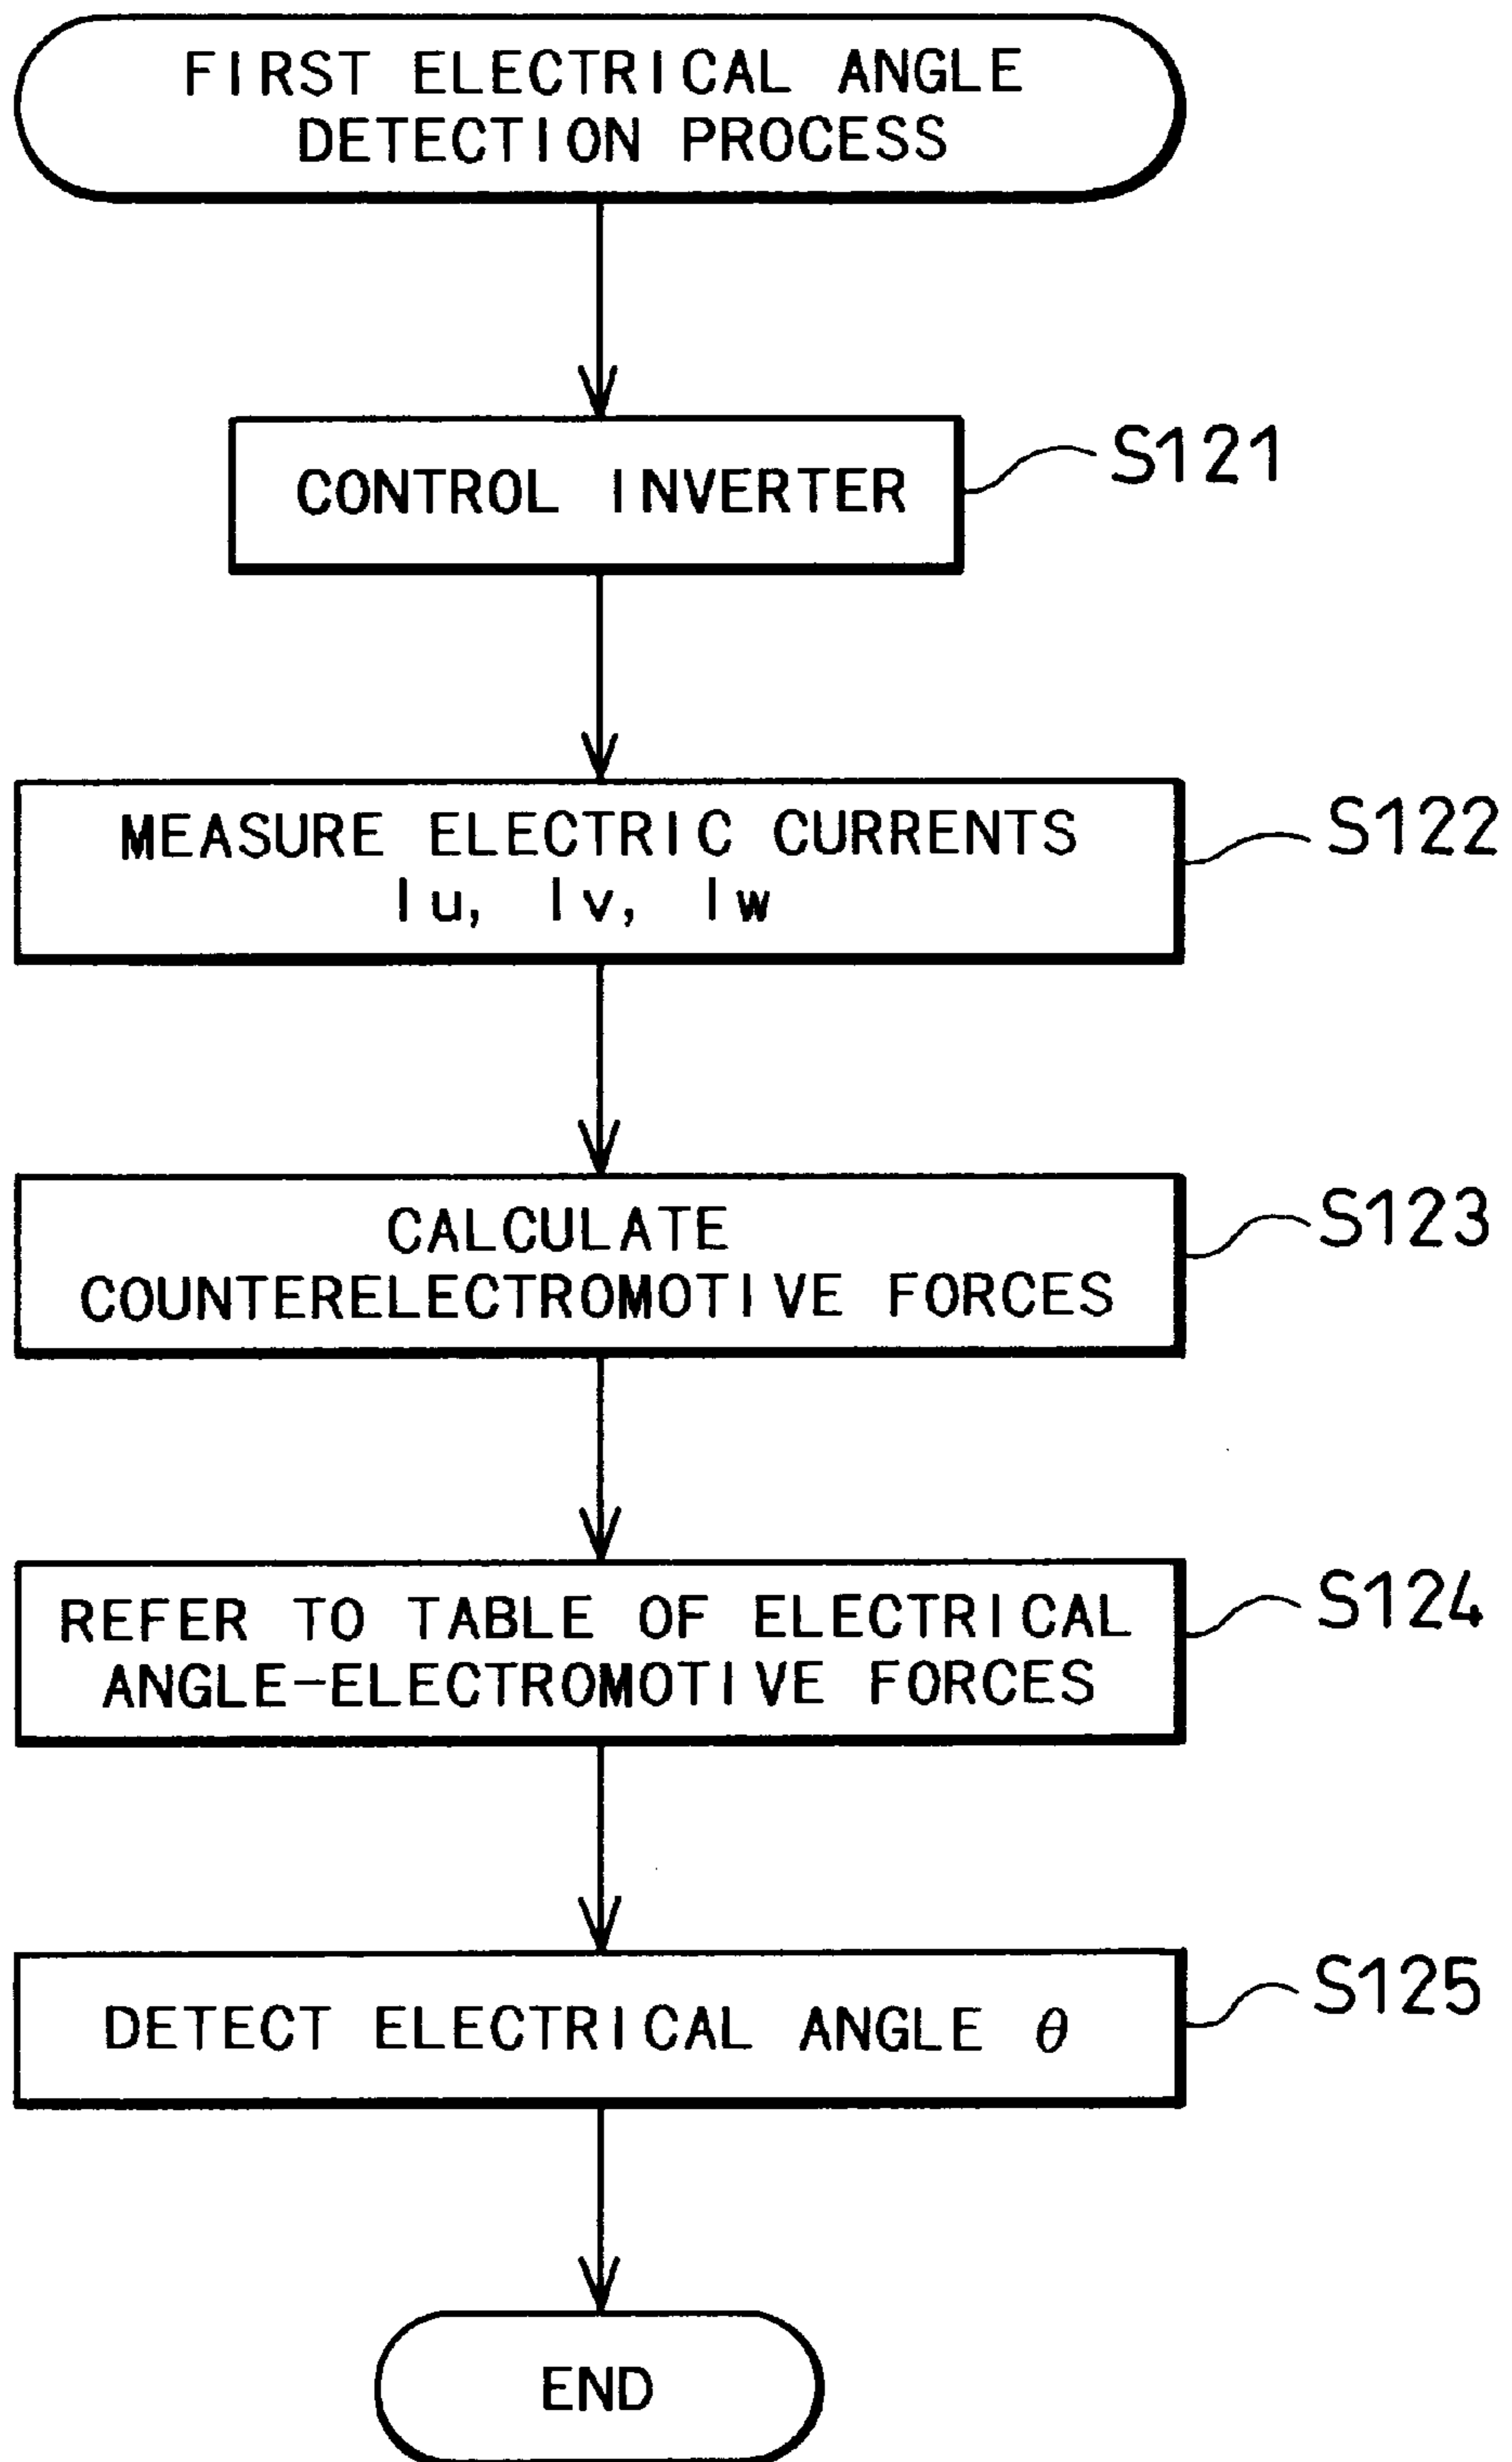 FIRST ELECTRICAL ANGLE
DETECTION PROCESS
CONTROL INVERTER
S121
MEASURE ELECTRIC CURRENTS
Iu, Iv, Iw
S122
CALCULATE
COUNTERELECTROMOTIVE FORCES
S123
REFER TO TABLE OF ELECTRICAL
ANGLE-ELECTROMOTIVE FORCES
S124
DETECT ELECTRICAL ANGLE θ
S125
END